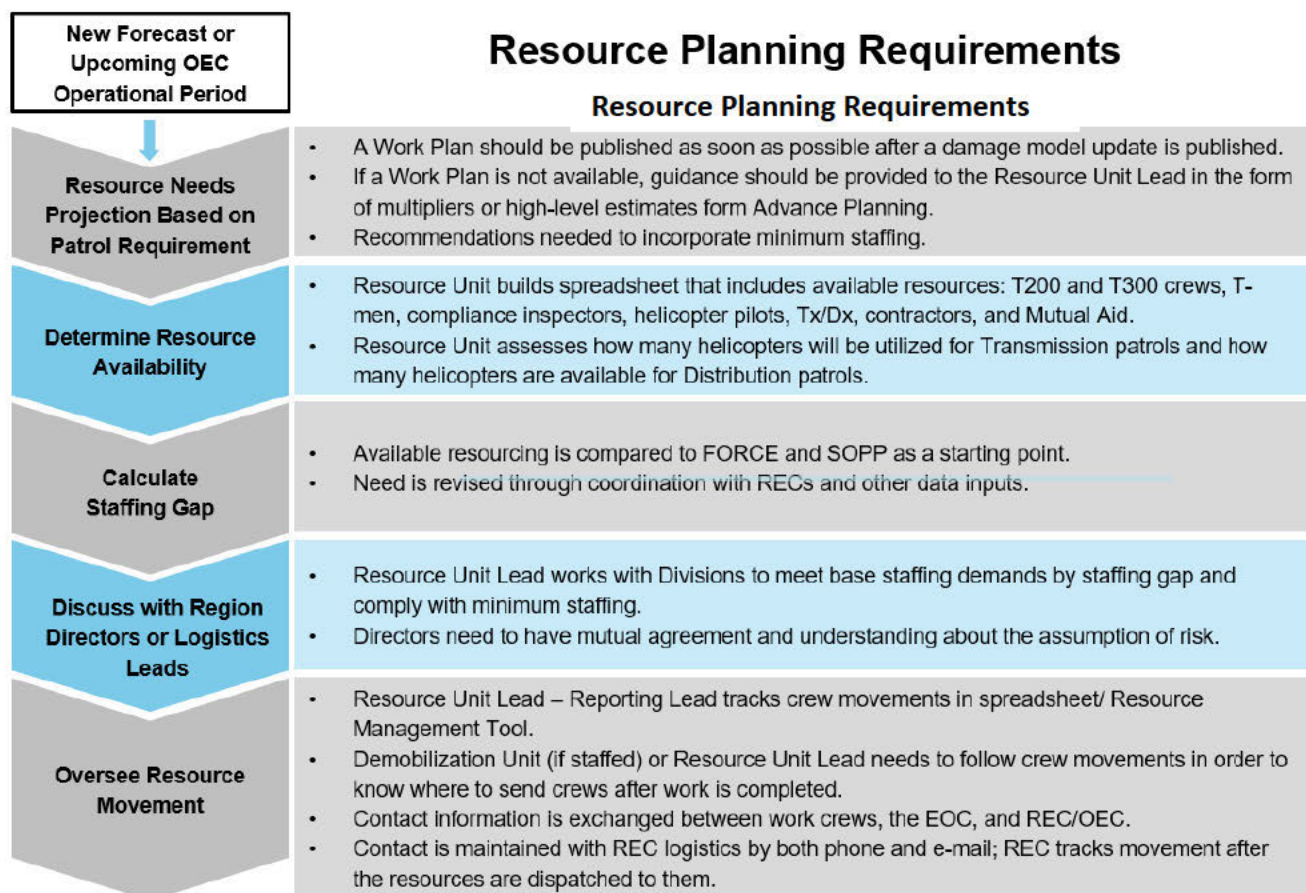 New Forecast or
Upcoming OEC
Operational Period
Resource Planning Requirements
Resource Planning Requirements
Resource Needs
Projection Based on
Patrol Requirement
• A Work Plan should be published as soon as possible after a damage model update is published.
• If a Work Plan is not available, guidance should be provided to the Resource Unit Lead in the form
of multipliers or high-level estimates form Advance Planning.
• Recommendations needed to incorporate minimum staffing.
Determine Resource
Availability
• Resource Unit builds spreadsheet that includes available resources: T200 and T300 crews, T-
men, compliance inspectors, helicopter pilots, Tx/Dx, contractors, and Mutual Aid.
• Resource Unit assesses how many helicopters will be utilized for Transmission patrols and how
many helicopters are available for Distribution patrols.
Calculate
Staffing Gap
• Available resourcing is compared to FORCE and SOPP as a starting point.
• Need is revised through coordination with RECs and other data inputs.
Discuss with Region
Directors or Logistics
Leads
• Resource Unit Lead works with Divisions to meet base staffing demands by staffing gap and
comply with minimum staffing.
• Directors need to have mutual agreement and understanding about the assumption of risk.
Oversee Resource
Movement
• Resource Unit Lead – Reporting Lead tracks crew movements in spreadsheet/ Resource
Management Tool.
• Demobilization Unit (if staffed) or Resource Unit Lead needs to follow crew movements in order to
know where to send crews after work is completed.
• Contact information is exchanged between work crews, the EOC, and REC/OEC.
• Contact is maintained with REC logistics by both phone and e-mail; REC tracks movement after
the resources are dispatched to them.